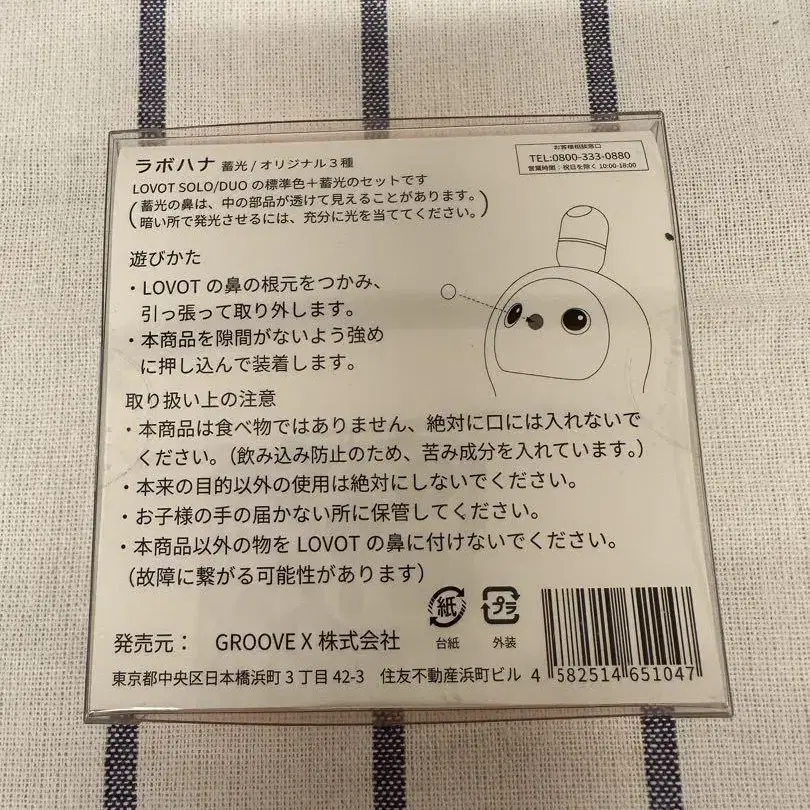 ラボハナ 蓄光/オリジナル3種
お客様相談窓口
TEL:0800-333-0880
営業時間：祝日を除く 10:00-18:00
LOVOT SOLO/DUO の標準色＋蓄光のセットです
(蓄光の鼻は、中の部品が透けて見えることがあります。
暗い所で発光させるには、充分に光を当ててください。)
遊びかた
・LOVOT の鼻の根元をつかみ、
引っ張って取り外します。
・本商品を隙間がないよう強め
に押し込んで装着します。
取り扱い上の注意
・本商品は食べ物ではありません、絶対に口には入れないで
ください。（飲み込み防止のため、苦み成分を入れています。）
・本来の目的以外の使用は絶対にしないでください。
・お子様の手の届かない所に保管してください。
・本商品以外の物を LOVOT の鼻に付けないでください。
（故障に繋がる可能性があります）
紙
プラ
台紙
外装
発売元： GROOVE X 株式会社
東京都中央区日本橋浜町 3 丁目 42-3 住友不動産浜町ビル
4 582514 651047